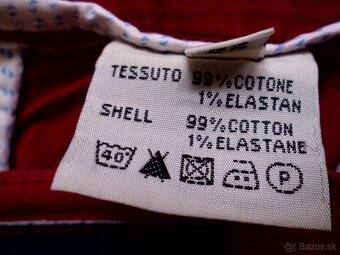 TESSUTO 99% COTONE
1% ELASTAN
SHELL 99% COTTON
1% ELASTANE
40° P
Bazos.sk